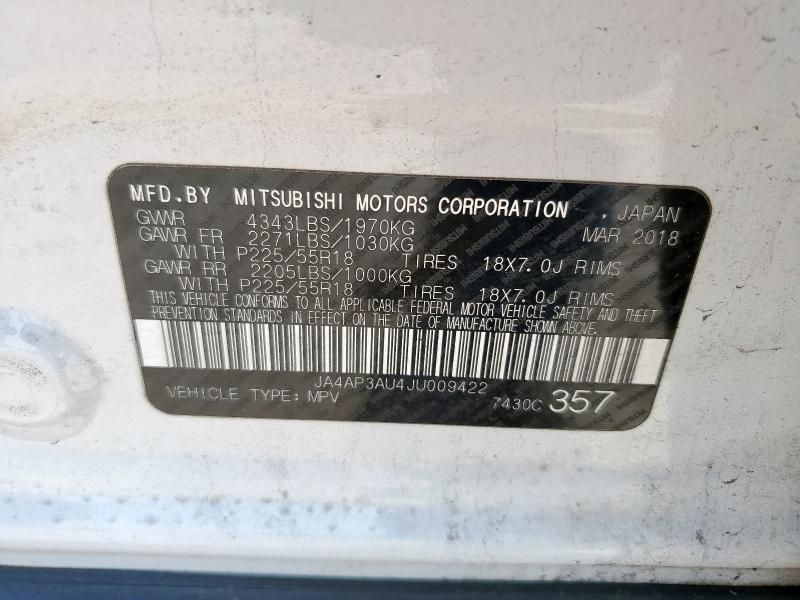 MFD.BY MITSUBISHI MOTORS CORPORATION , JAPAN
GWWR 4343LBS/1970KG MAR 2018
GAWR FR 2271LBS/1030KG
WITH P225/55R18 TIRES 18X7.0J RIMS
GAWR RR 2205LBS/1000KG
WITH P225/55R18 TIRES 18X7.0J RIMS
THIS VEHICLE CONFORMS TO ALL APPLICABLE FEDERAL MOTOR VEHICLE SAFETY AND THEFT
PREVENTION STANDARDS IN EFFECT ON THE DATE OF MANUFACTURE SHOWN ABOVE.
JA4AP3AU4JU009422
VEHICLE TYPE: MPV 7430C 357